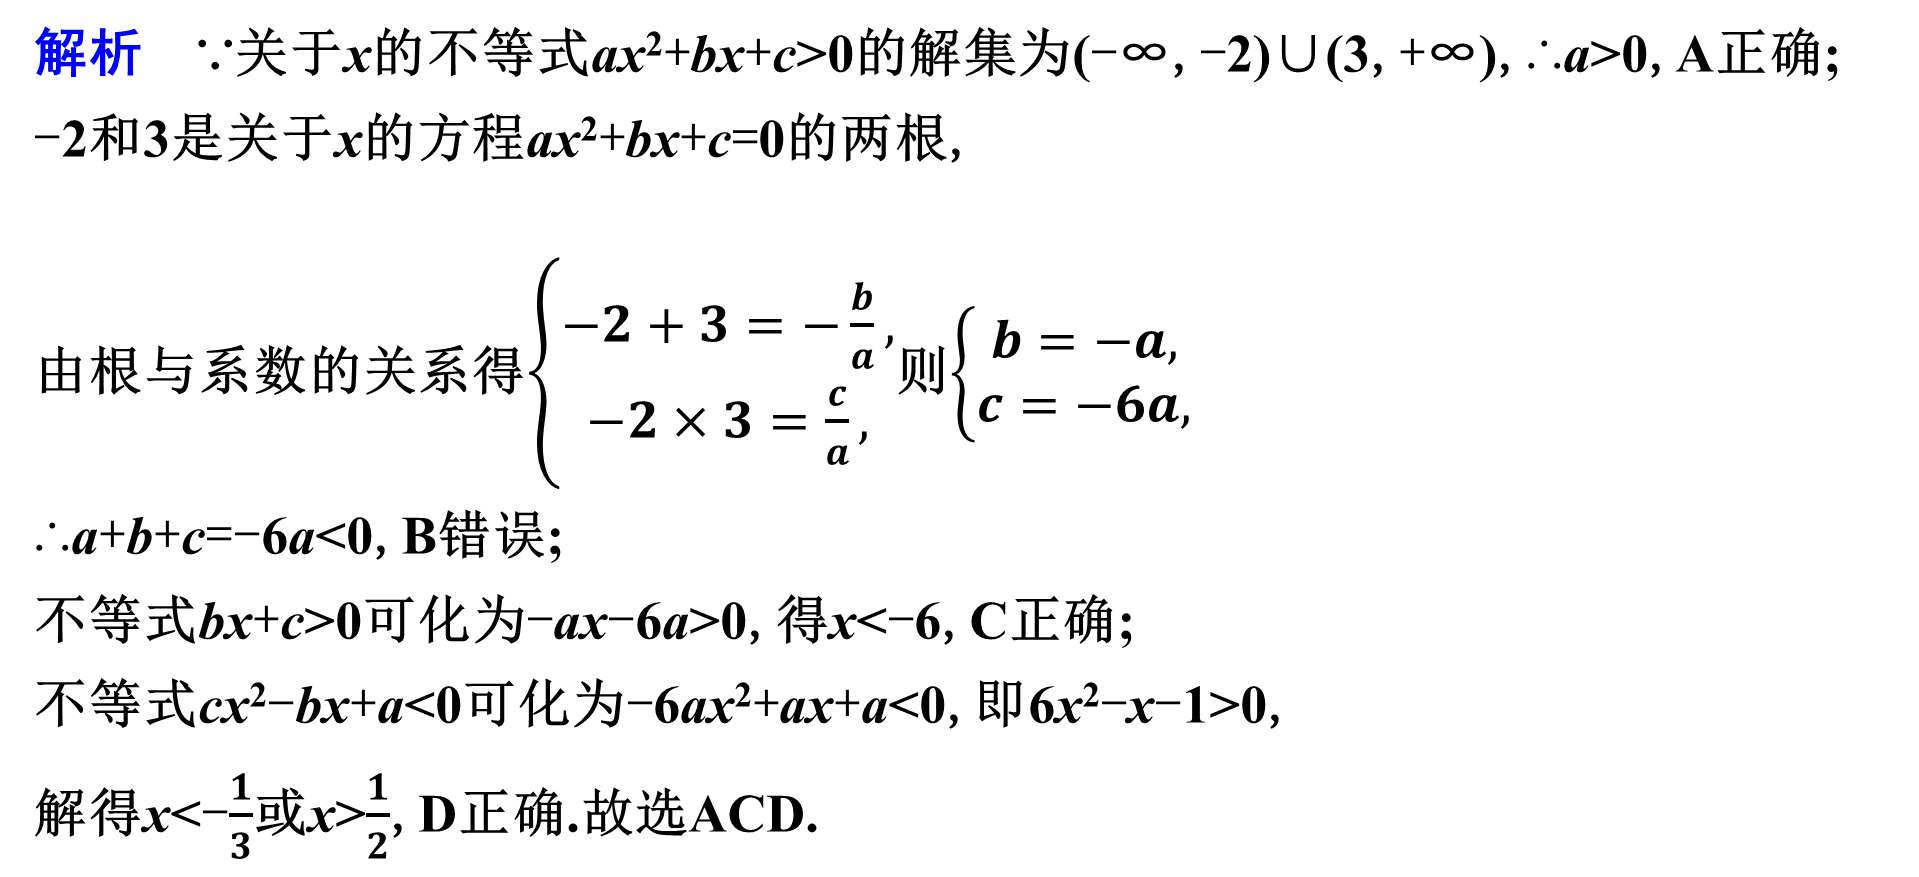 解析 ∵关于x的不等式ax²+bx+c>0的解集为(−∞, −2)∪(3, +∞), ∴a>0, A正确;
−2和3是关于x的方程ax²+bx+c=0的两根,
由根与系数的关系得{−2 + 3 = −b/a, −2 × 3 = c/a, 则{b = −a, c = −6a,
∴a+b+c=−6a<0, B错误;
不等式bx+c>0可化为−ax−6a>0, 得x<−6, C正确;
不等式cx²−bx+a<0可化为−6ax²+ax+a<0, 即6x²−x−1>0,
解得x<−1/3或x>1/2, D正确.故选ACD.